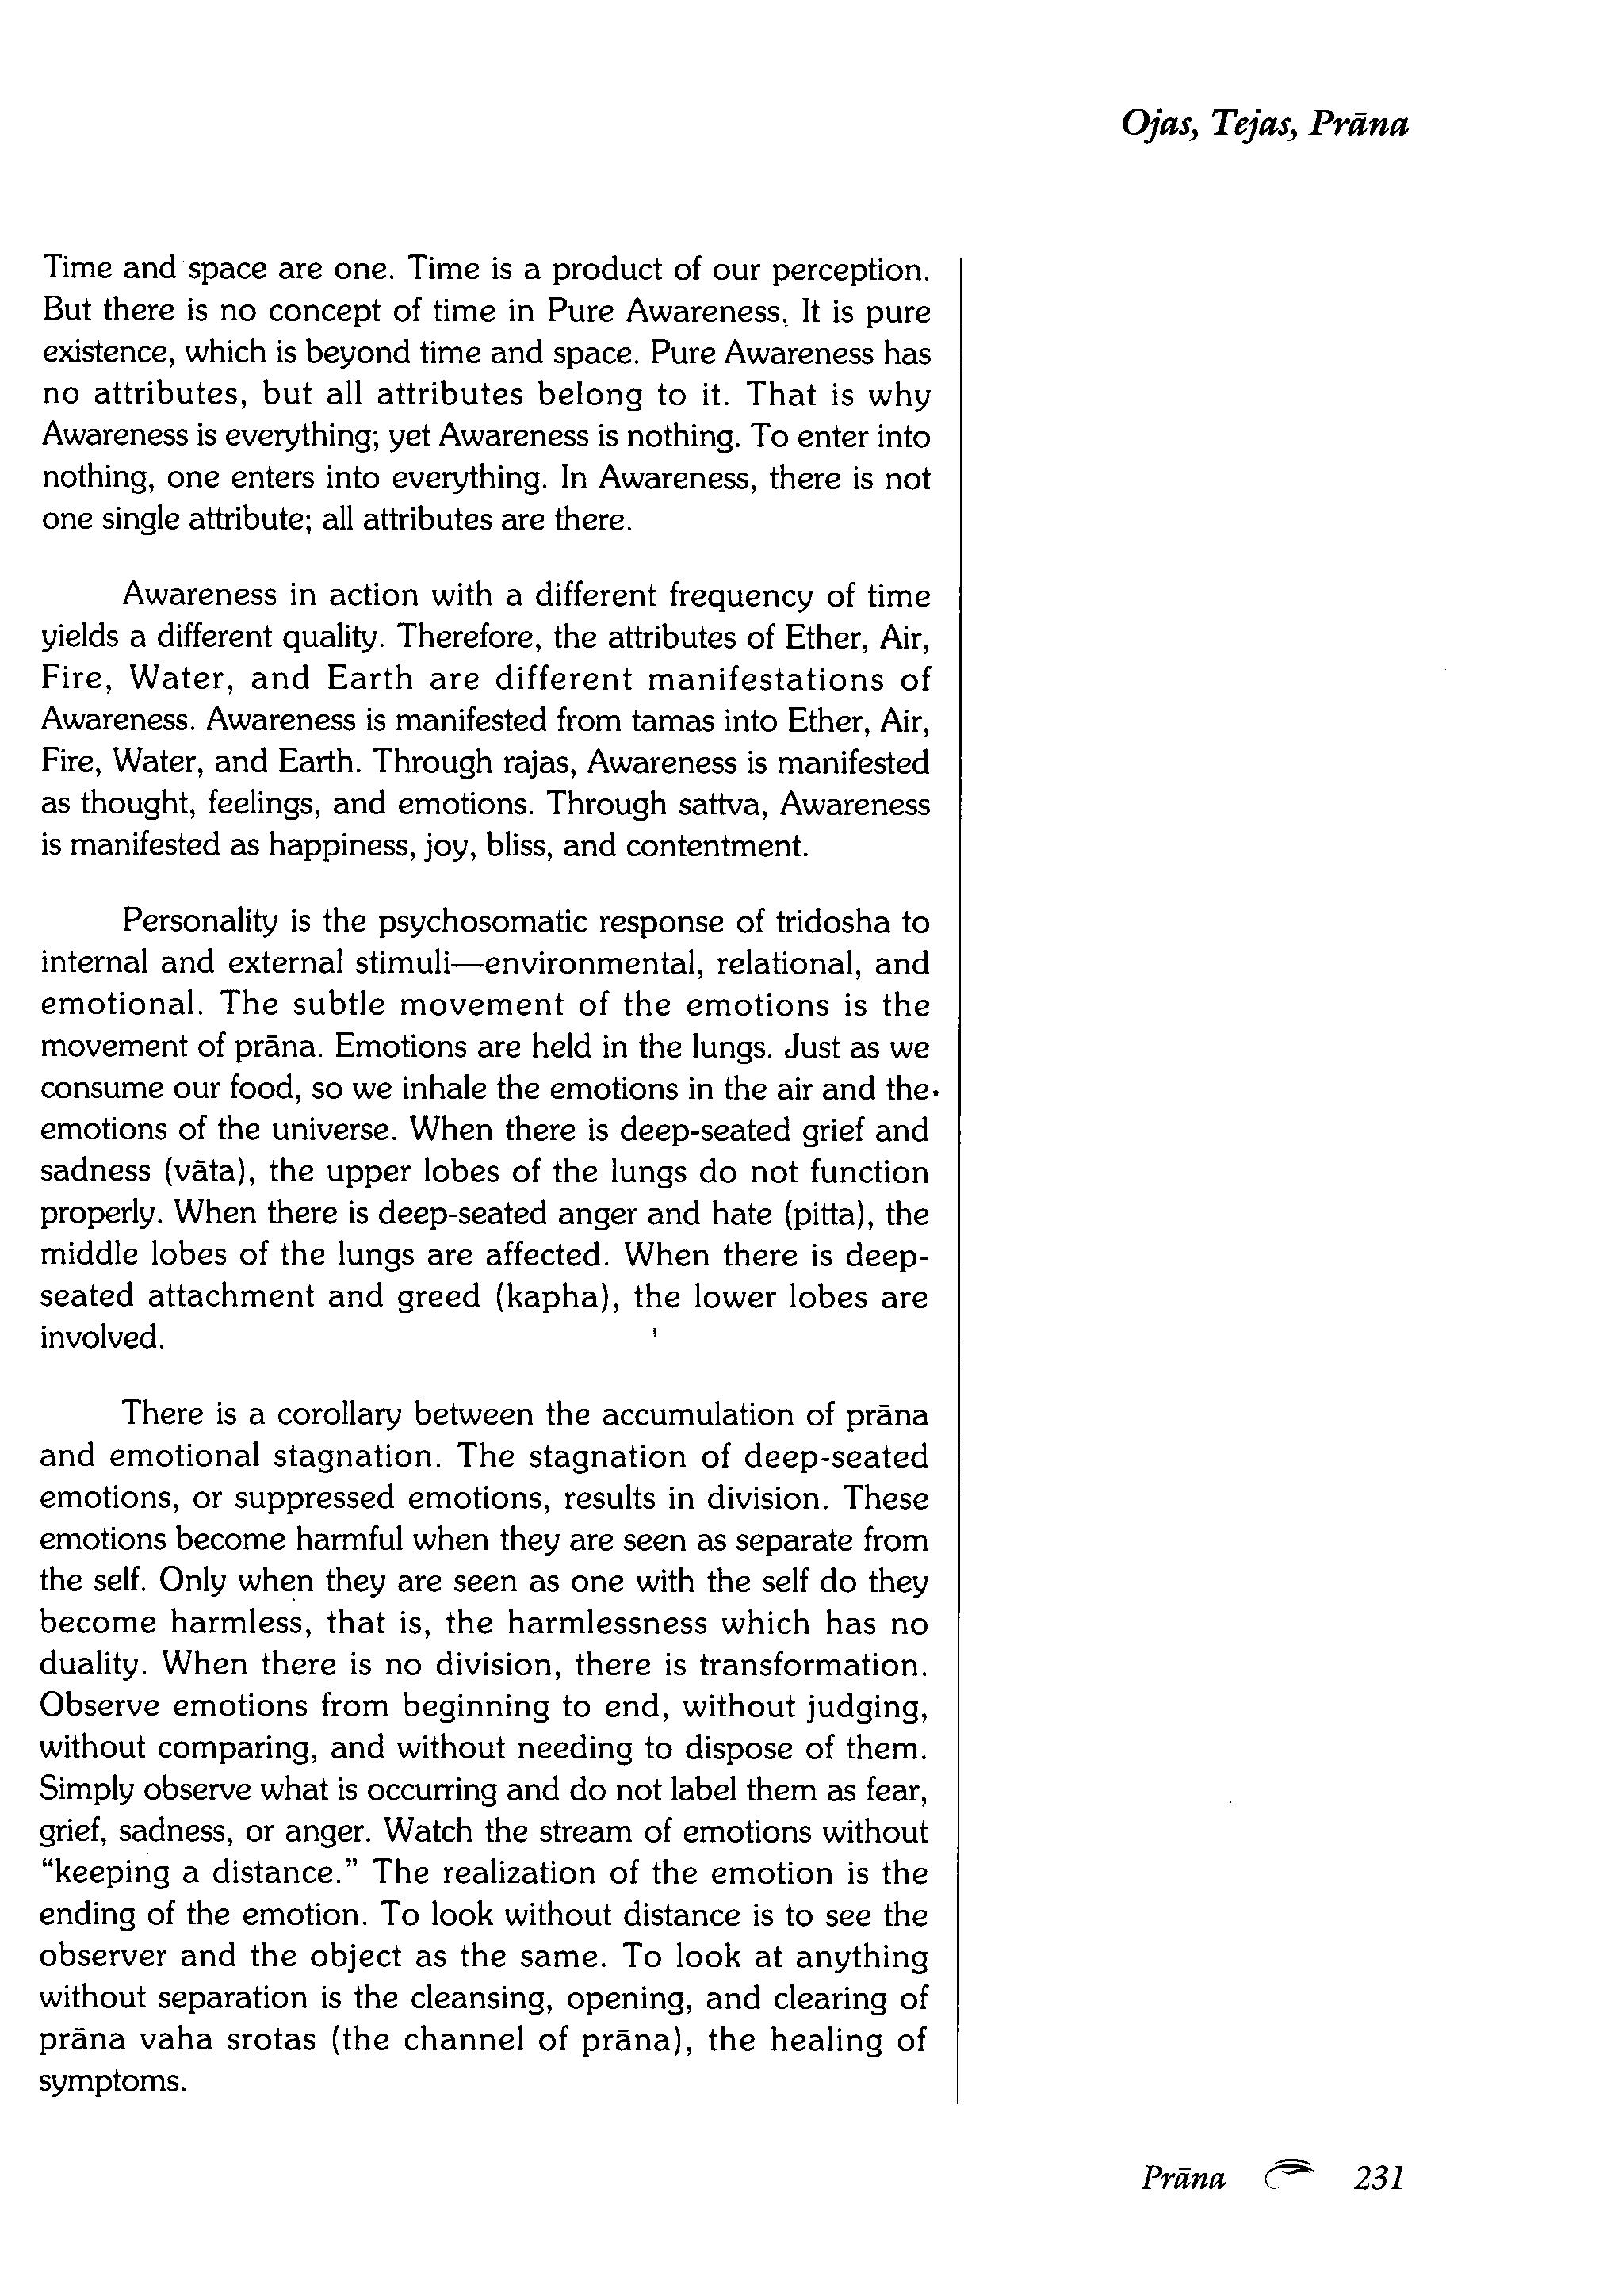 Ojas, Tejas, Prāna
Time and space are one. Time is a product of our perception.
But there is no concept of time in Pure Awareness. It is pure
existence, which is beyond time and space. Pure Awareness has
no attributes, but all attributes belong to it. That is why
Awareness is everything; yet Awareness is nothing. To enter into
nothing, one enters into everything. In Awareness, there is not
one single attribute; all attributes are there.
Awareness in action with a different frequency of time
yields a different quality. Therefore, the attributes of Ether, Air,
Fire, Water, and Earth are different manifestations of
Awareness. Awareness is manifested from tamas into Ether, Air,
Fire, Water, and Earth. Through rajas, Awareness is manifested
as thought, feelings, and emotions. Through sattva, Awareness
is manifested as happiness, joy, bliss, and contentment.
Personality is the psychosomatic response of tridosha to
internal and external stimuli—environmental, relational, and
emotional. The subtle movement of the emotions is the
movement of prāna. Emotions are held in the lungs. Just as we
consume our food, so we inhale the emotions in the air and the
emotions of the universe. When there is deep-seated grief and
sadness (vāta), the upper lobes of the lungs do not function
properly. When there is deep-seated anger and hate (pitta), the
middle lobes of the lungs are affected. When there is deep-
seated attachment and greed (kapha), the lower lobes are
involved.
There is a corollary between the accumulation of prāna
and emotional stagnation. The stagnation of deep-seated
emotions, or suppressed emotions, results in division. These
emotions become harmful when they are seen as separate from
the self. Only when they are seen as one with the self do they
become harmless, that is, the harmlessness which has no
duality. When there is no division, there is transformation.
Observe emotions from beginning to end, without judging,
without comparing, and without needing to dispose of them.
Simply observe what is occurring and do not label them as fear,
grief, sadness, or anger. Watch the stream of emotions without
“keeping a distance.” The realization of the emotion is the
ending of the emotion. To look without distance is to see the
observer and the object as the same. To look at anything
without separation is the cleansing, opening, and clearing of
prāna vaha srotas (the channel of prāna), the healing of
symptoms.
Prāna 231